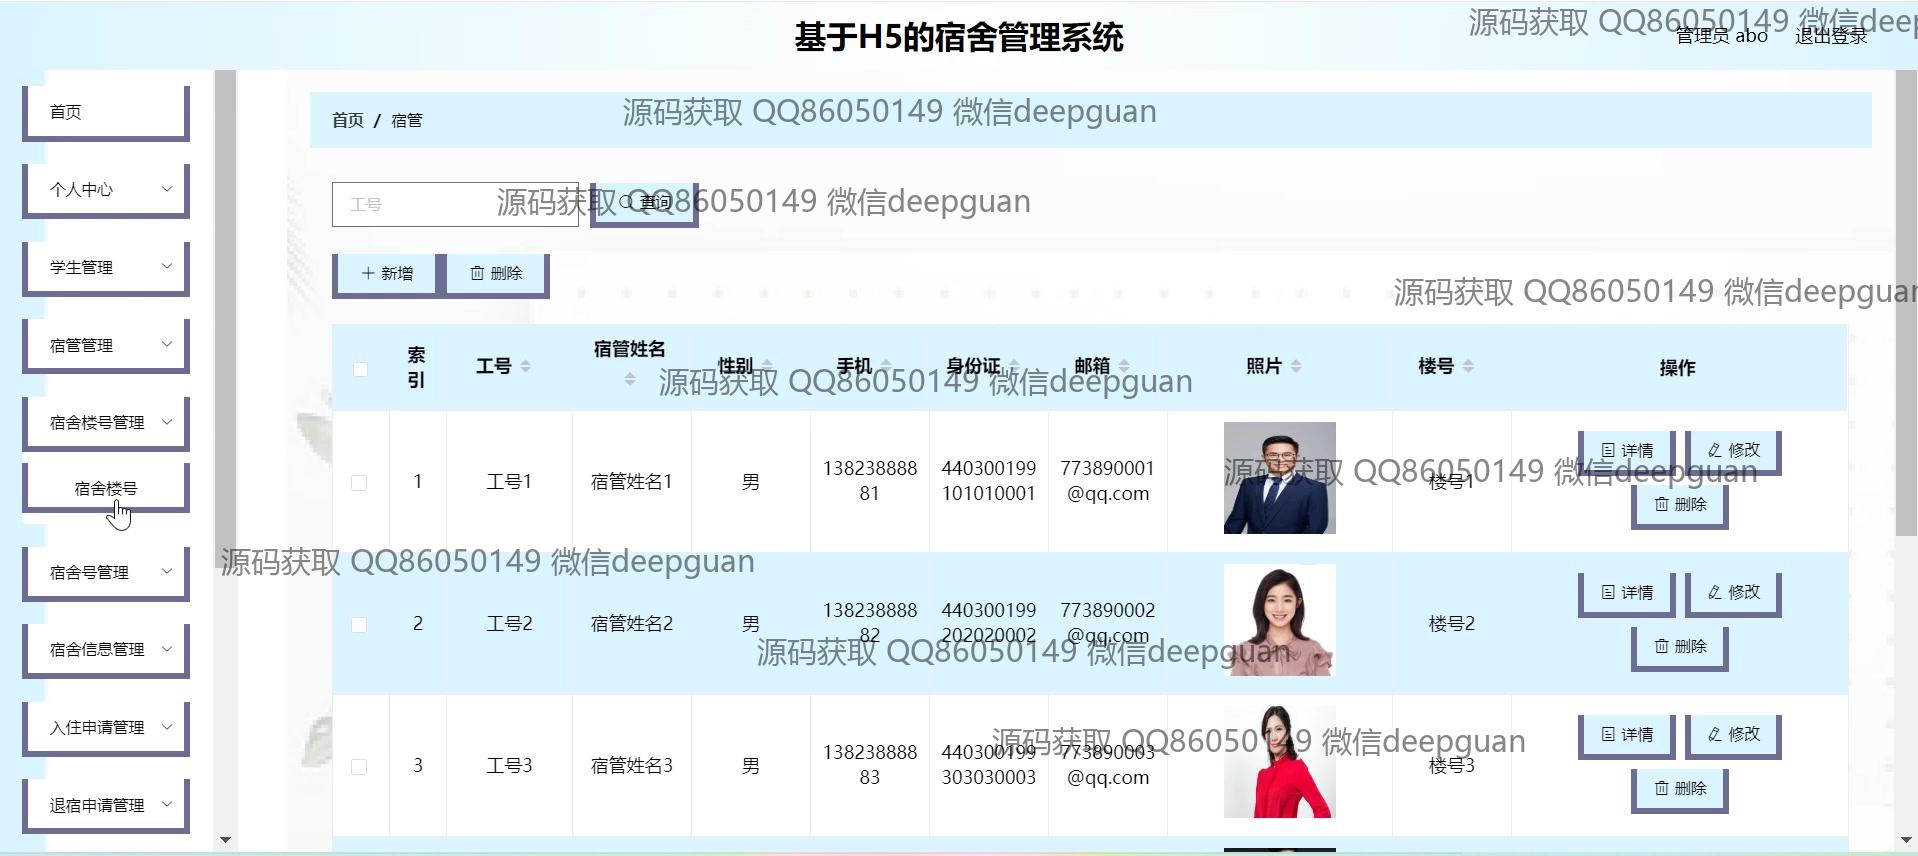 基于H5的宿舍管理系统
源码获取 QQ86050149 微信deep
管理员 abo 退出登录
首页
个人中心
学生管理
宿管管理
宿舍楼号管理
宿舍楼号
宿舍号管理
宿舍信息管理
入住申请管理
退宿申请管理
首页 / 宿管
源码获取 QQ86050149 微信deepguan
工号
查询
源码获取 QQ86050149 微信deepguan
新增
删除
源码获取 QQ86050149 微信deepguan
索引 工号 宿管姓名 性别 手机 身份证 邮箱 照片 楼号 操作
源码获取 QQ86050149 微信deepguan
1 工号1 宿管姓名1 男 13823888881 440300199101010001 773890001@qq.com 楼号1 详情 修改 删除
源码获取 QQ86050149 微信deepguan
源码获取 QQ86050149 微信deepguan
2 工号2 宿管姓名2 男 13823888882 440300199202020002 773890002@qq.com 楼号2 详情 修改 删除
源码获取 QQ86050149 微信deepguan
3 工号3 宿管姓名3 男 13823888883 440300199303030003 773890003@qq.com 楼号3 详情 修改 删除
源码获取 QQ86050149 微信deepguan